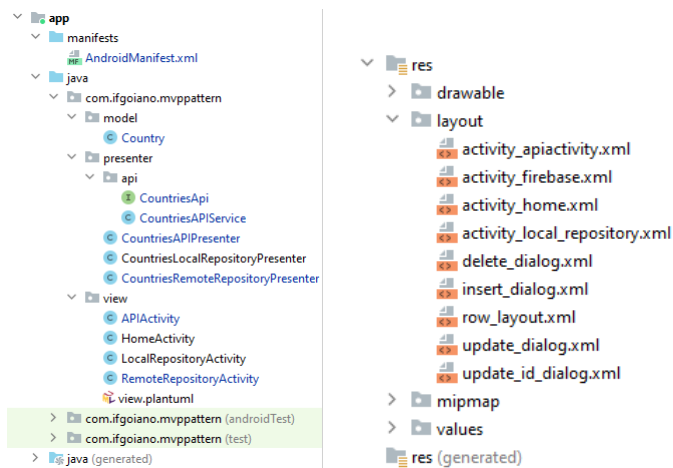 app
manifests
AndroidManifest.xml
java
com.ifgoiano.mvppattern
model
Country
presenter
api
CountriesApi
CountriesAPIService
CountriesAPIPresenter
CountriesLocalRepositoryPresenter
CountriesRemoteRepositoryPresenter
view
APIActivity
HomeActivity
LocalRepositoryActivity
RemoteRepositoryActivity
view.plantuml
com.ifgoiano.mvppattern (androidTest)
com.ifgoiano.mvppattern (test)
java (generated)
res
drawable
layout
activity_apiactivity.xml
activity_firebase.xml
activity_home.xml
activity_local_repository.xml
delete_dialog.xml
insert_dialog.xml
row_layout.xml
update_dialog.xml
update_id_dialog.xml
mipmap
values
res (generated)